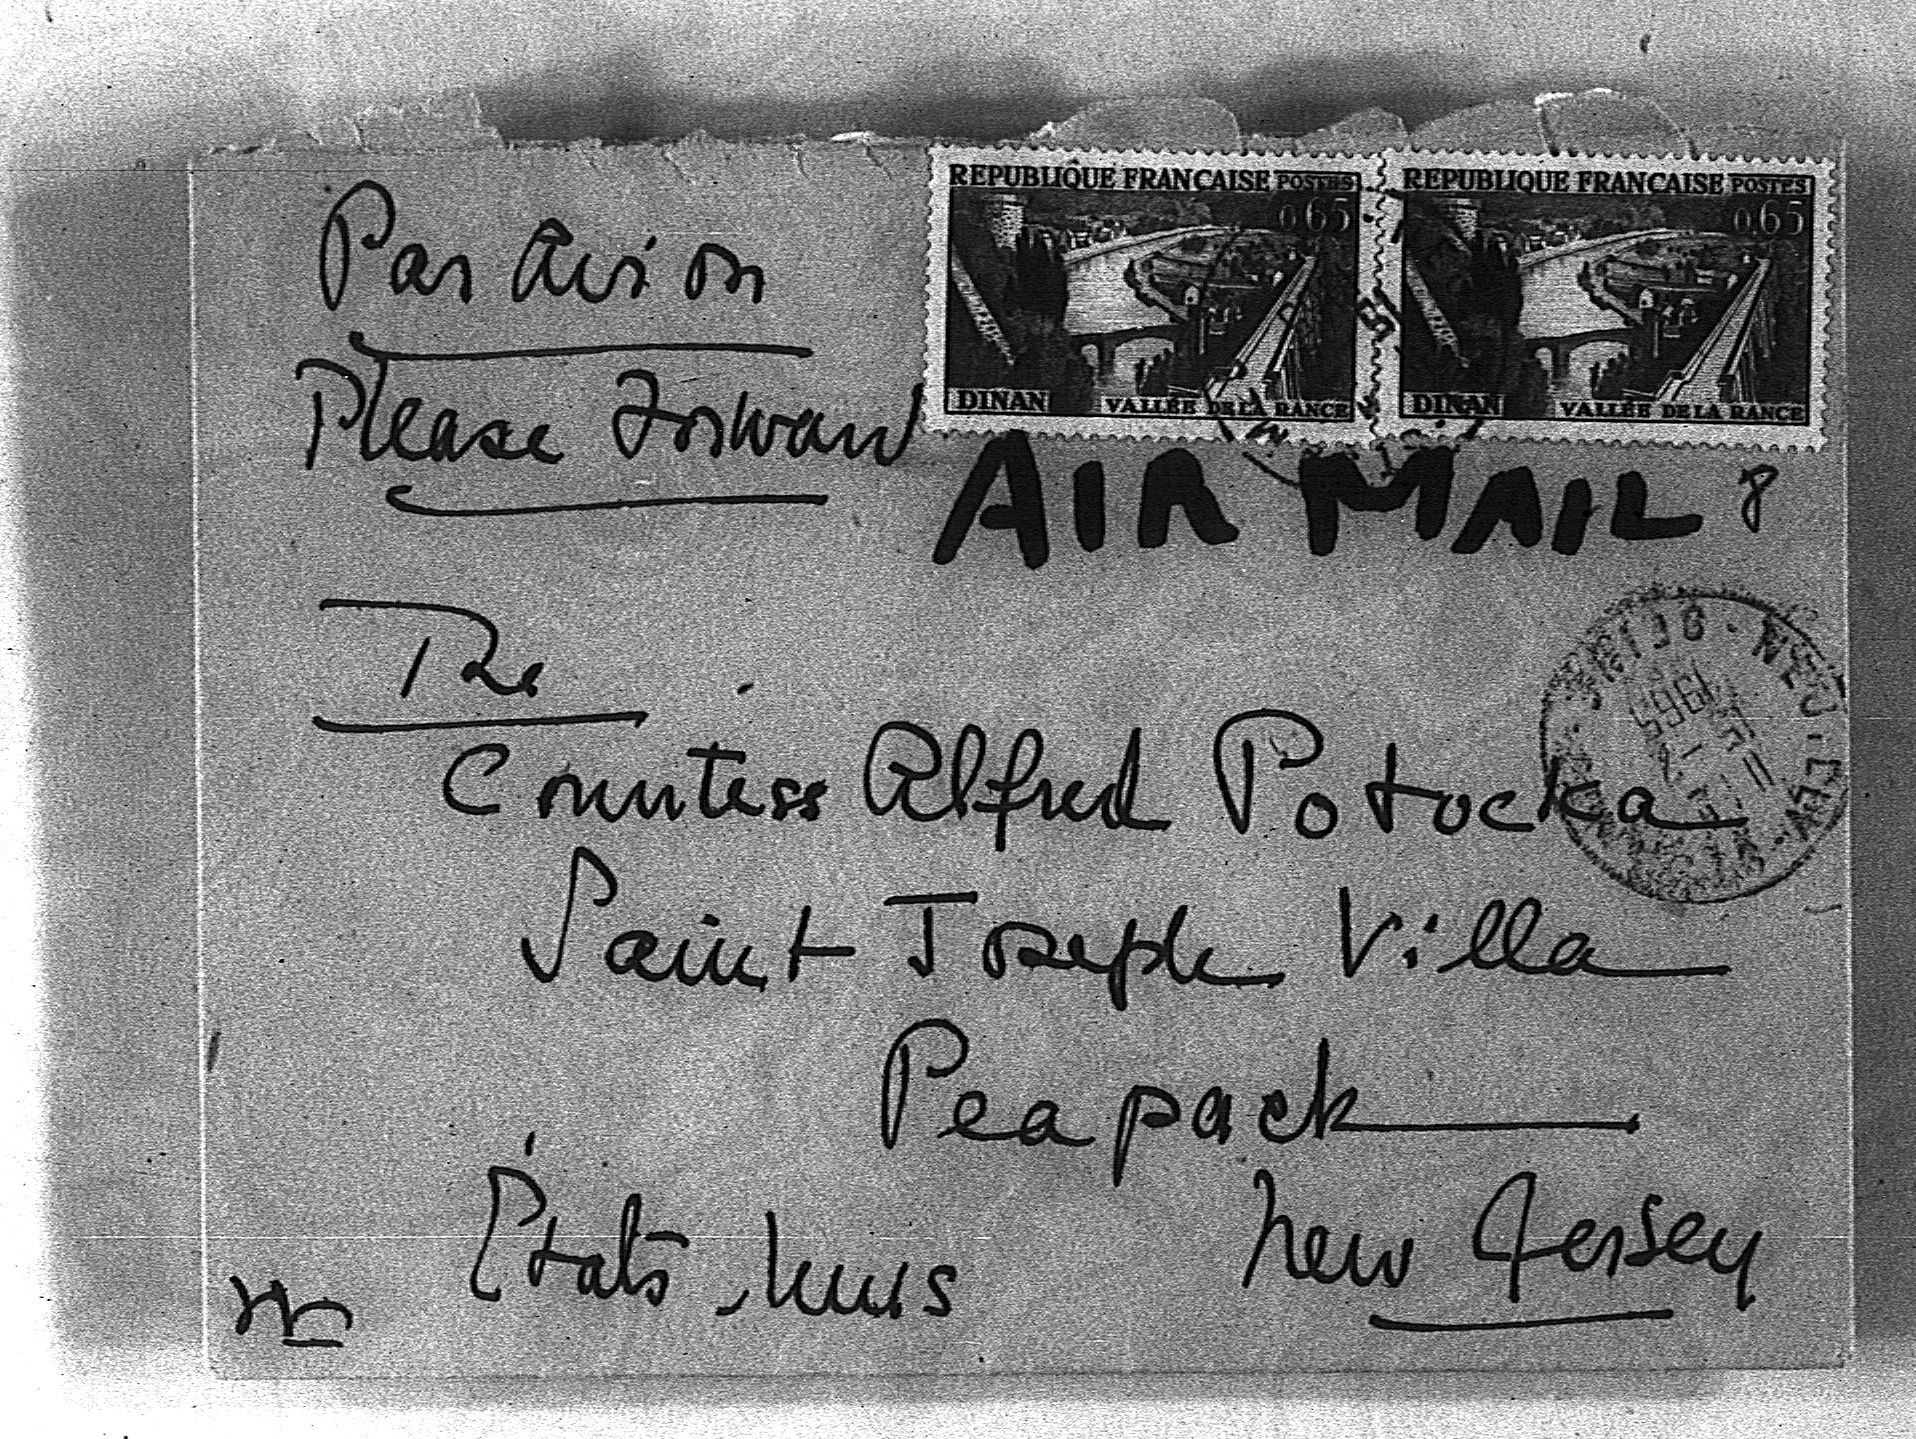 Par avion
REPUBLIQUE FRANCAISE POSTES
0.65
DINAN VALLÉE DE LA RANCE
REPUBLIQUE FRANCAISE POSTES
0.65
DINAN VALLÉE DE LA RANCE
Please Forward
AIR MAIL 8
The
Countess Alfred Potocka
Saint Joseph Villa
Peapack
New Jersey
États-Unis